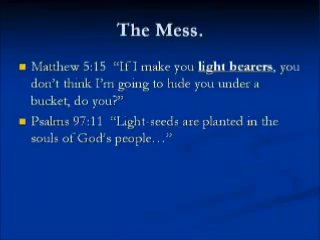 The Mess.
Matthew 5:15 “If I make you light bearers, you
don’t think I’m going to hide you under a
bucket, do you?”
Psalms 97:11 “Light-seeds are planted in the
souls of God’s people…”